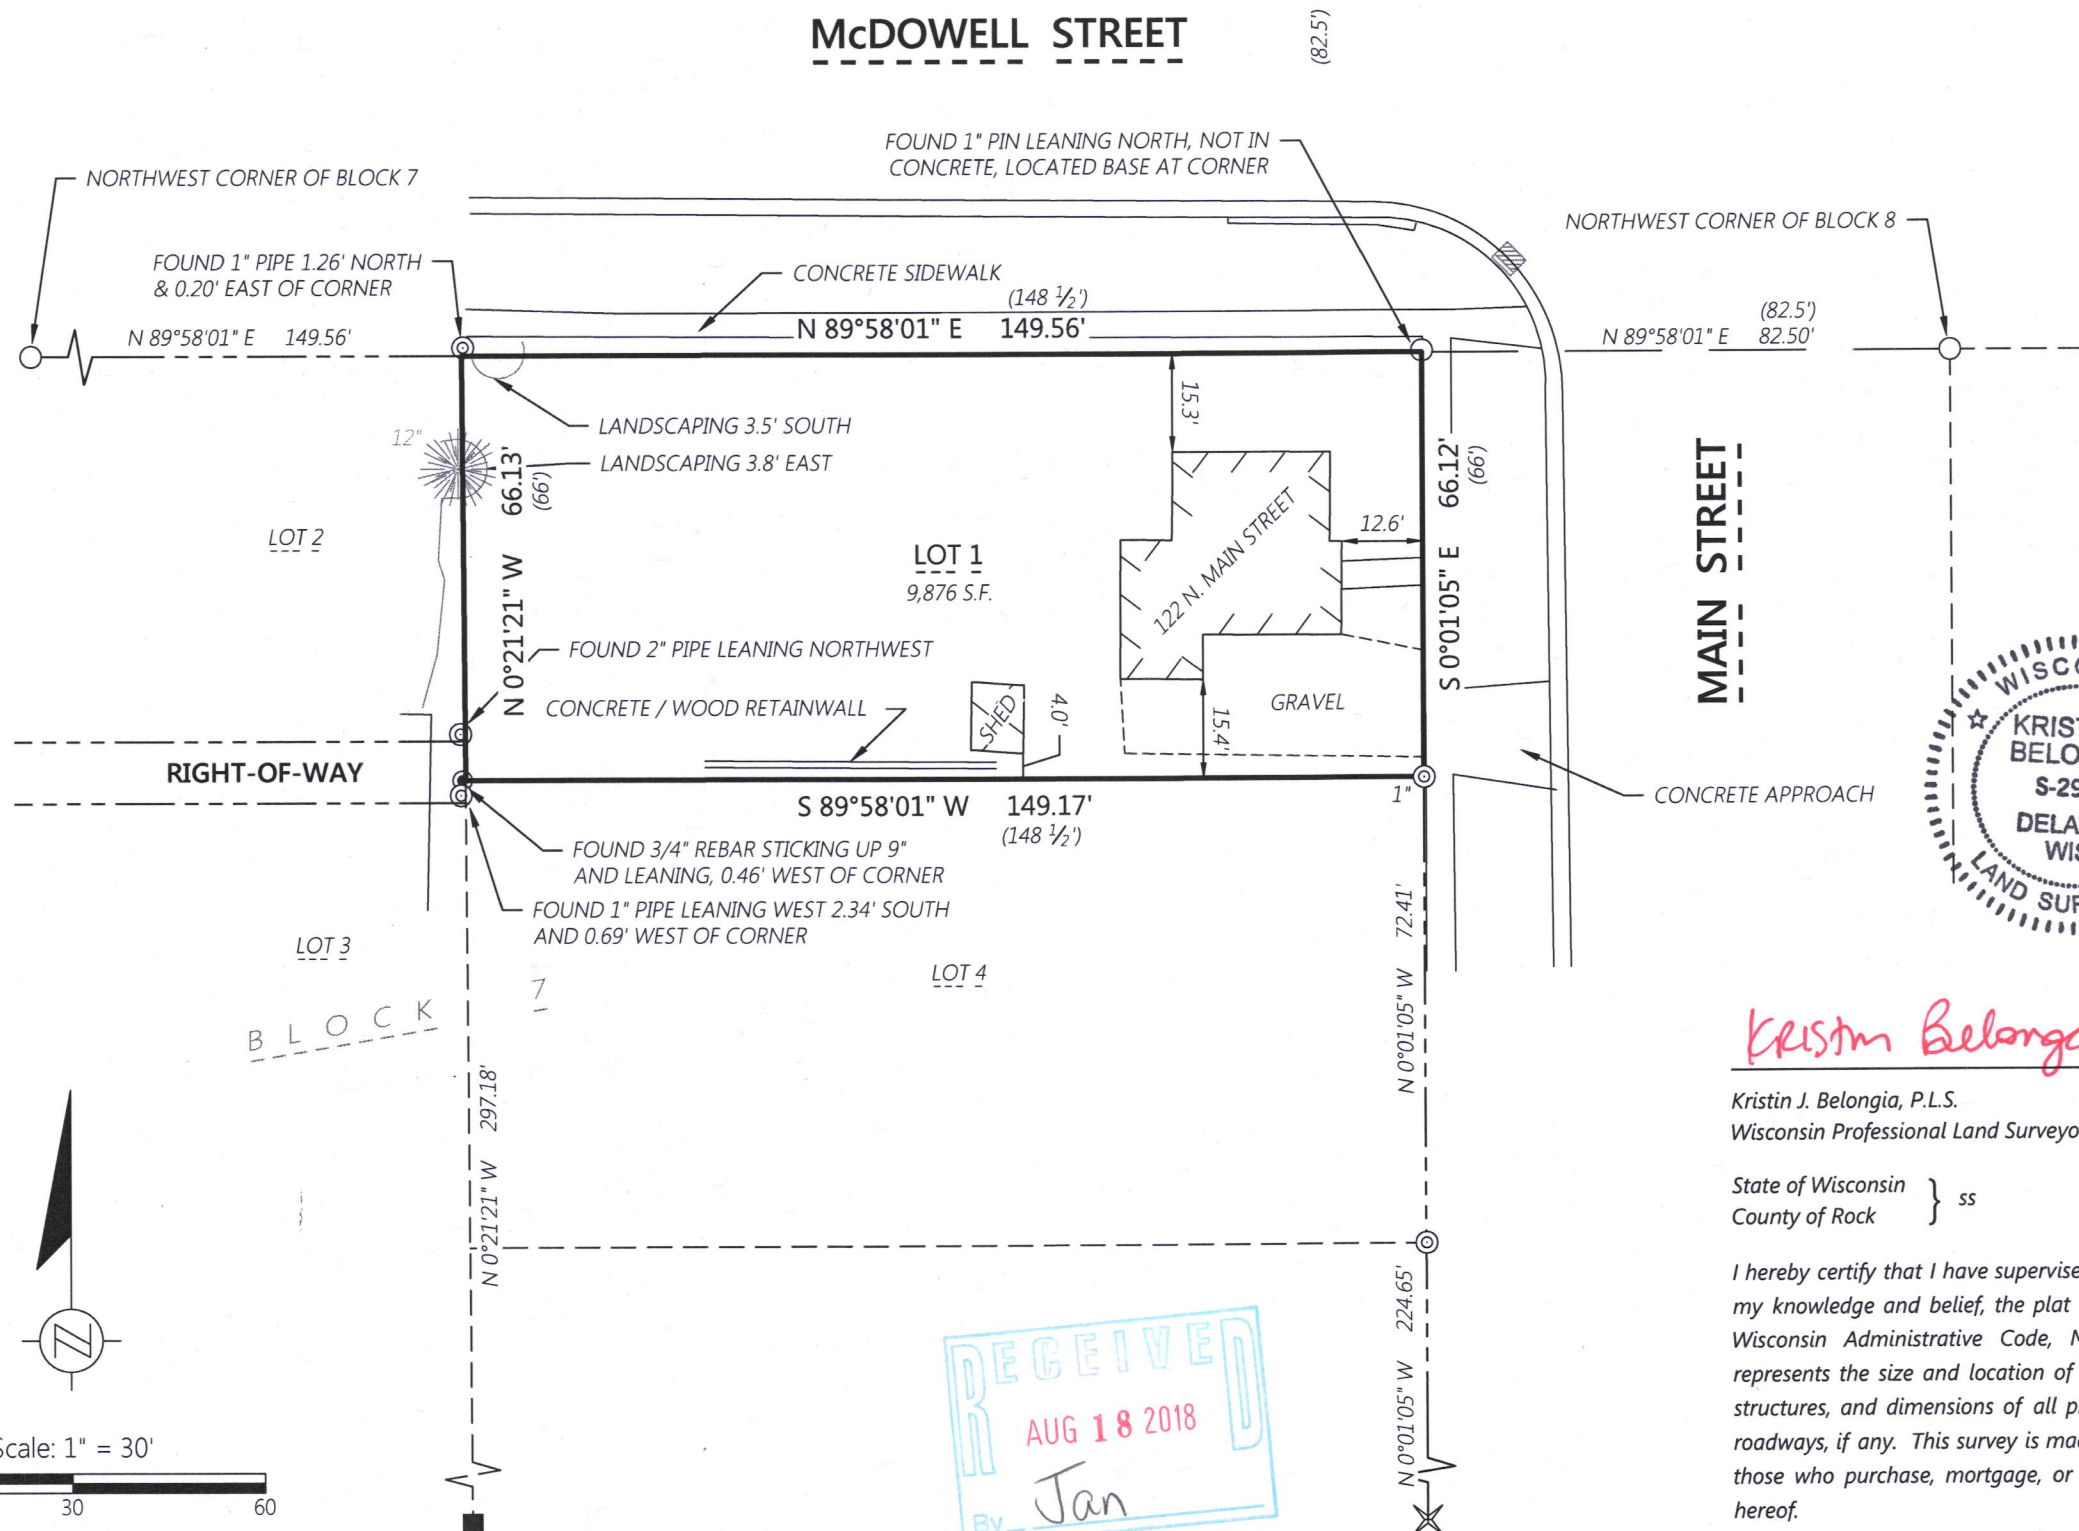 McDOWELL STREET
(82.5')
FOUND 1" PIN LEANING NORTH, NOT IN
CONCRETE, LOCATED BASE AT CORNER
NORTHWEST CORNER OF BLOCK 7
NORTHWEST CORNER OF BLOCK 8
FOUND 1" PIPE 1.26' NORTH
& 0.20' EAST OF CORNER
CONCRETE SIDEWALK
(148 ½')
N 89°58'01" E 149.56'
N 89°58'01" E 149.56'
(82.5')
N 89°58'01" E 82.50'
LANDSCAPING 3.5' SOUTH
LANDSCAPING 3.8' EAST
12"
66.13'
(66')
N 0°21'21" W
15.3'
66.12'
(66')
S 0°01'05" E
12.6'
122 N. MAIN STREET
MAIN STREET
LOT 2
LOT 1
9,876 S.F.
FOUND 2" PIPE LEANING NORTHWEST
CONCRETE / WOOD RETAINWALL
SHED
4.0'
15.4'
GRAVEL
RIGHT-OF-WAY
S 89°58'01" W 149.17'
(148 ½')
1"
CONCRETE APPROACH
FOUND 3/4" REBAR STICKING UP 9"
AND LEANING, 0.46' WEST OF CORNER
FOUND 1" PIPE LEANING WEST 2.34' SOUTH
AND 0.69' WEST OF CORNER
LOT 3
LOT 4
BLOCK 7
N 0°21'21" W 297.18'
N 0°01'05" W 72.41'
N 0°01'05" W 224.65'
Scale: 1" = 30'
30 60
RECEIVED
AUG 18 2018
By Jan
WISCO
KRIST
BELO
S-29
DELA
WIS
LAND SUR
Kristin Belonga
Kristin J. Belongia, P.L.S.
Wisconsin Professional Land Surveyo
State of Wisconsin
County of Rock } ss
I hereby certify that I have supervise
my knowledge and belief, the plat
Wisconsin Administrative Code, N
represents the size and location of
structures, and dimensions of all p
roadways, if any. This survey is ma
those who purchase, mortgage, or
hereof.